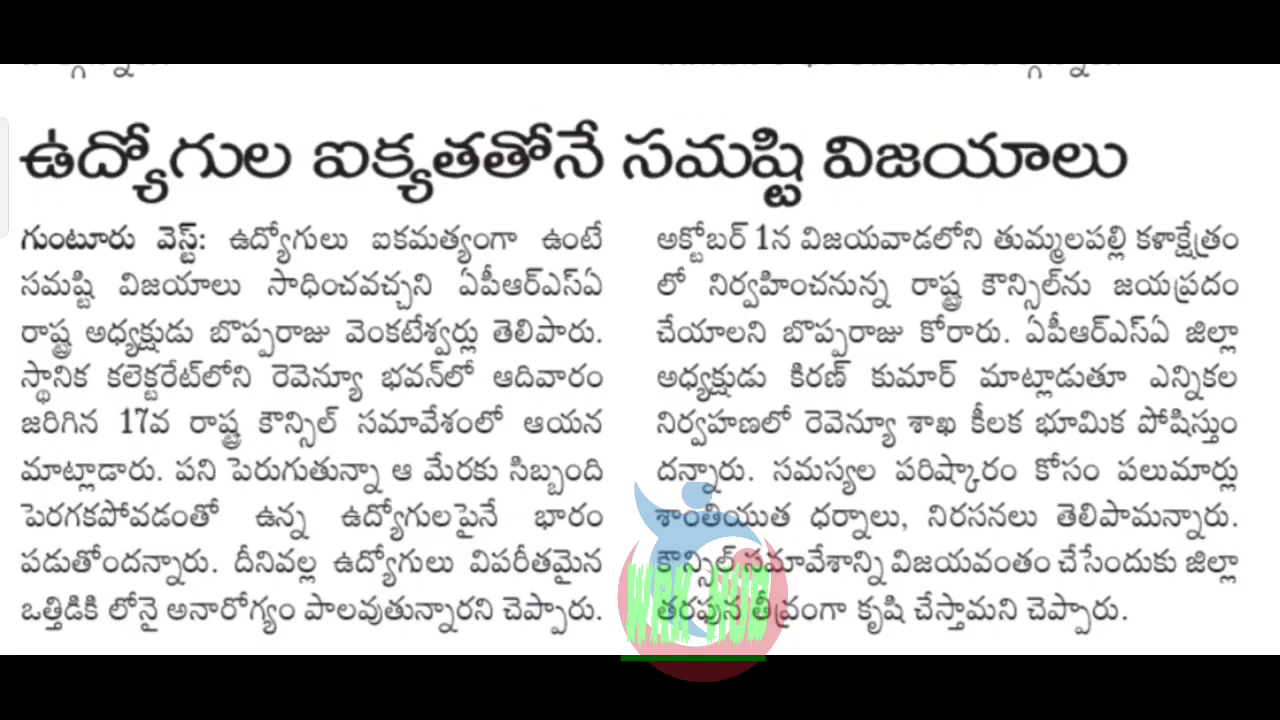 ఉద్యోగుల ఐక్యతతోనే సమష్టి విజయాలు
గుంటూరు వెస్ట్: ఉద్యోగులు ఐకమత్యంగా ఉంటే
సమష్టి విజయాలు సాధించవచ్చని ఏపీఆర్ఎస్ఏ
రాష్ట్ర అధ్యక్షుడు బొప్పరాజు వెంకటేశ్వర్లు తెలిపారు.
స్థానిక కలెక్టరేట్‌లోని రెవెన్యూ భవన్‌లో ఆదివారం
జరిగిన 17వ రాష్ట్ర కౌన్సిల్ సమావేశంలో ఆయన
మాట్లాడారు. పని పెరుగుతున్నా ఆ మేరకు సిబ్బంది
పెరగకపోవడంతో ఉన్న ఉద్యోగులపైనే భారం
పడుతోందన్నారు. దీనివల్ల ఉద్యోగులు విపరీతమైన
ఒత్తిడికి లోనై అనారోగ్యం పాలవుతున్నారని చెప్పారు.
అక్టోబర్ 1న విజయవాడలోని తుమ్మలపల్లి కళాక్షేత్రం
లో నిర్వహించనున్న రాష్ట్ర కౌన్సిల్‌ను జయప్రదం
చేయాలని బొప్పరాజు కోరారు. ఏపీఆర్ఎస్ఏ జిల్లా
అధ్యక్షుడు కిరణ్ కుమార్ మాట్లాడుతూ ఎన్నికల
నిర్వహణలో రెవెన్యూ శాఖ కీలక భూమిక పోషిస్తుం
దన్నారు. సమస్యల పరిష్కారం కోసం పలుమార్లు
శాంతియుత ధర్నాలు, నిరసనలు తెలిపామన్నారు.
కౌన్సిల్ సమావేశాన్ని విజయవంతం చేసేందుకు జిల్లా
తరఫున తీవ్రంగా కృషి చేస్తామని చెప్పారు.